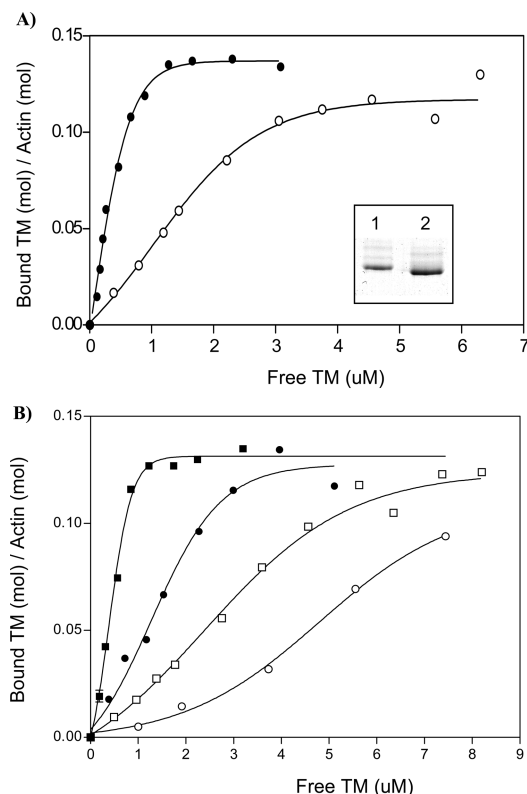 A)
0.15
0.10
0.05
0.00
Bound TM (mol) / Actin (mol)
1 2
0 1 2 3 4 5 6 7
Free TM (uM)
B)
0.15
0.10
0.05
0.00
Bound TM (mol) / Actin (mol)
0 1 2 3 4 5 6 7 8 9
Free TM (uM)